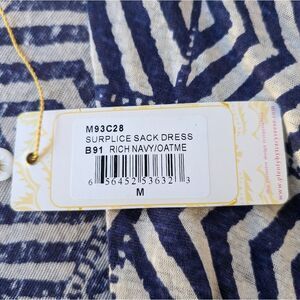 M93C28
SURPLICE SACK DRESS
B91 RICH NAVY/OATME
6 56452 53632 3
M